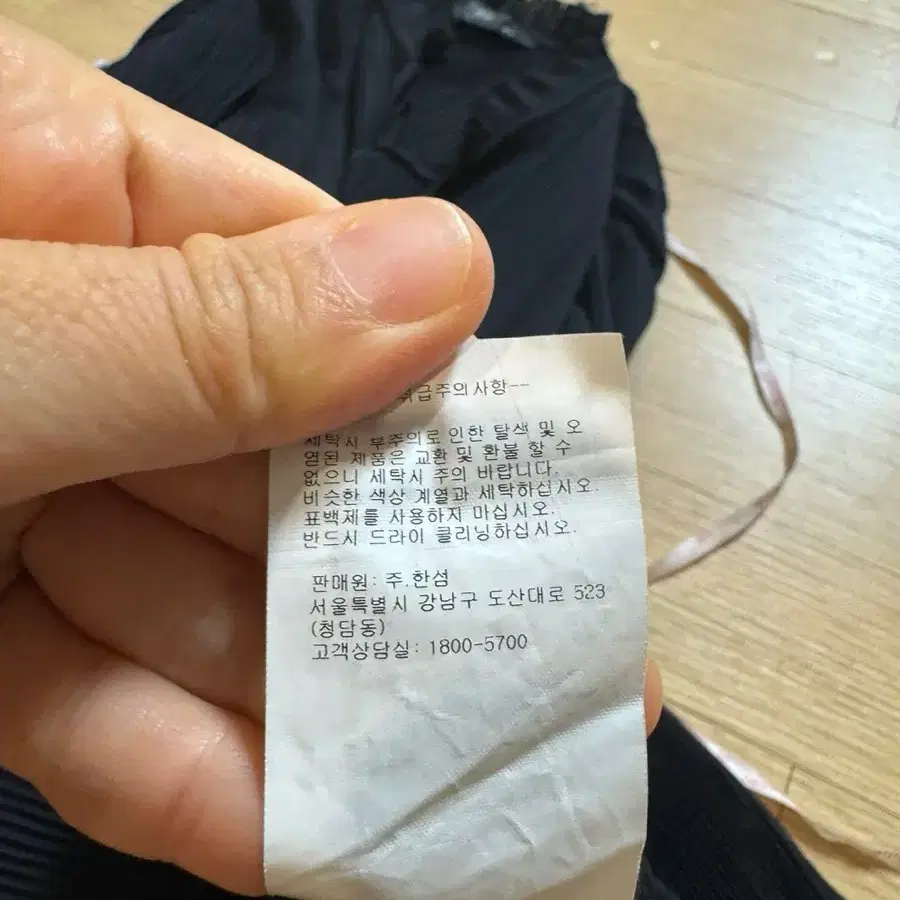 취급주의사항--
세탁시 부주의로 인한 탈색 및 오
염된 제품은 교환 및 환불 할 수
없으니 세탁시 주의 바랍니다.
비슷한 색상 계열과 세탁하십시오.
표백제를 사용하지 마십시오.
반드시 드라이 클리닝하십시오.
판매원: 주.한섬
서울특별시 강남구 도산대로 523
(청담동)
고객상담실: 1800-5700